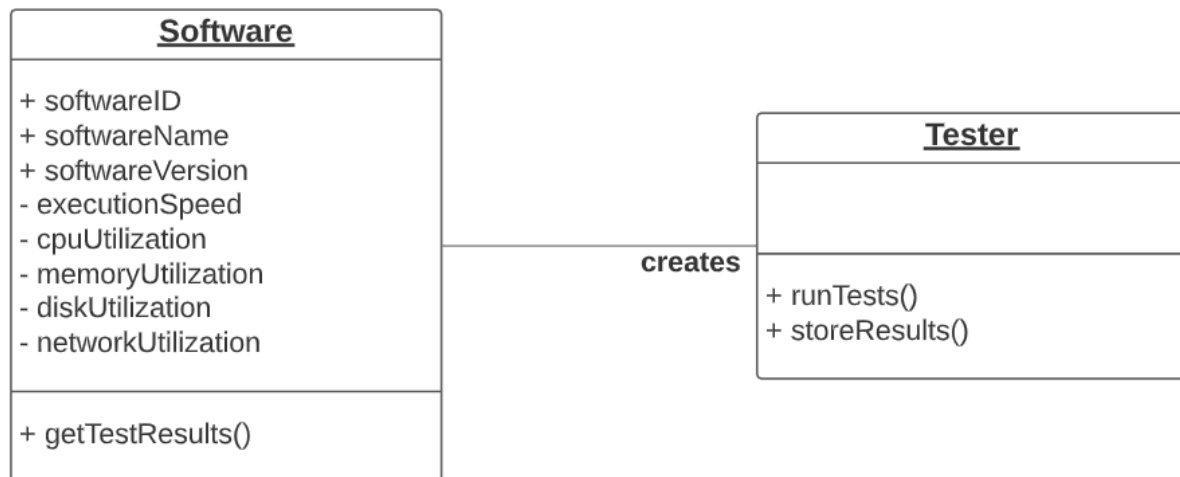 Software
+ softwareID
+ softwareName
+ softwareVersion
- executionSpeed
- cpuUtilization
- memoryUtilization
- diskUtilization
- networkUtilization
+ getTestResults()
creates
Tester
+ runTests()
+ storeResults()